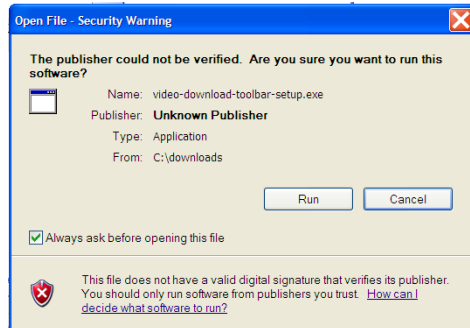 Open File - Security Warning
The publisher could not be verified. Are you sure you want to run this
software?
Name: video-download-toolbar-setup.exe
Publisher: Unknown Publisher
Type: Application
From: C:\downloads
Run Cancel
Always ask before opening this file
This file does not have a valid digital signature that verifies its publisher.
You should only run software from publishers you trust. How can I
decide what software to run?